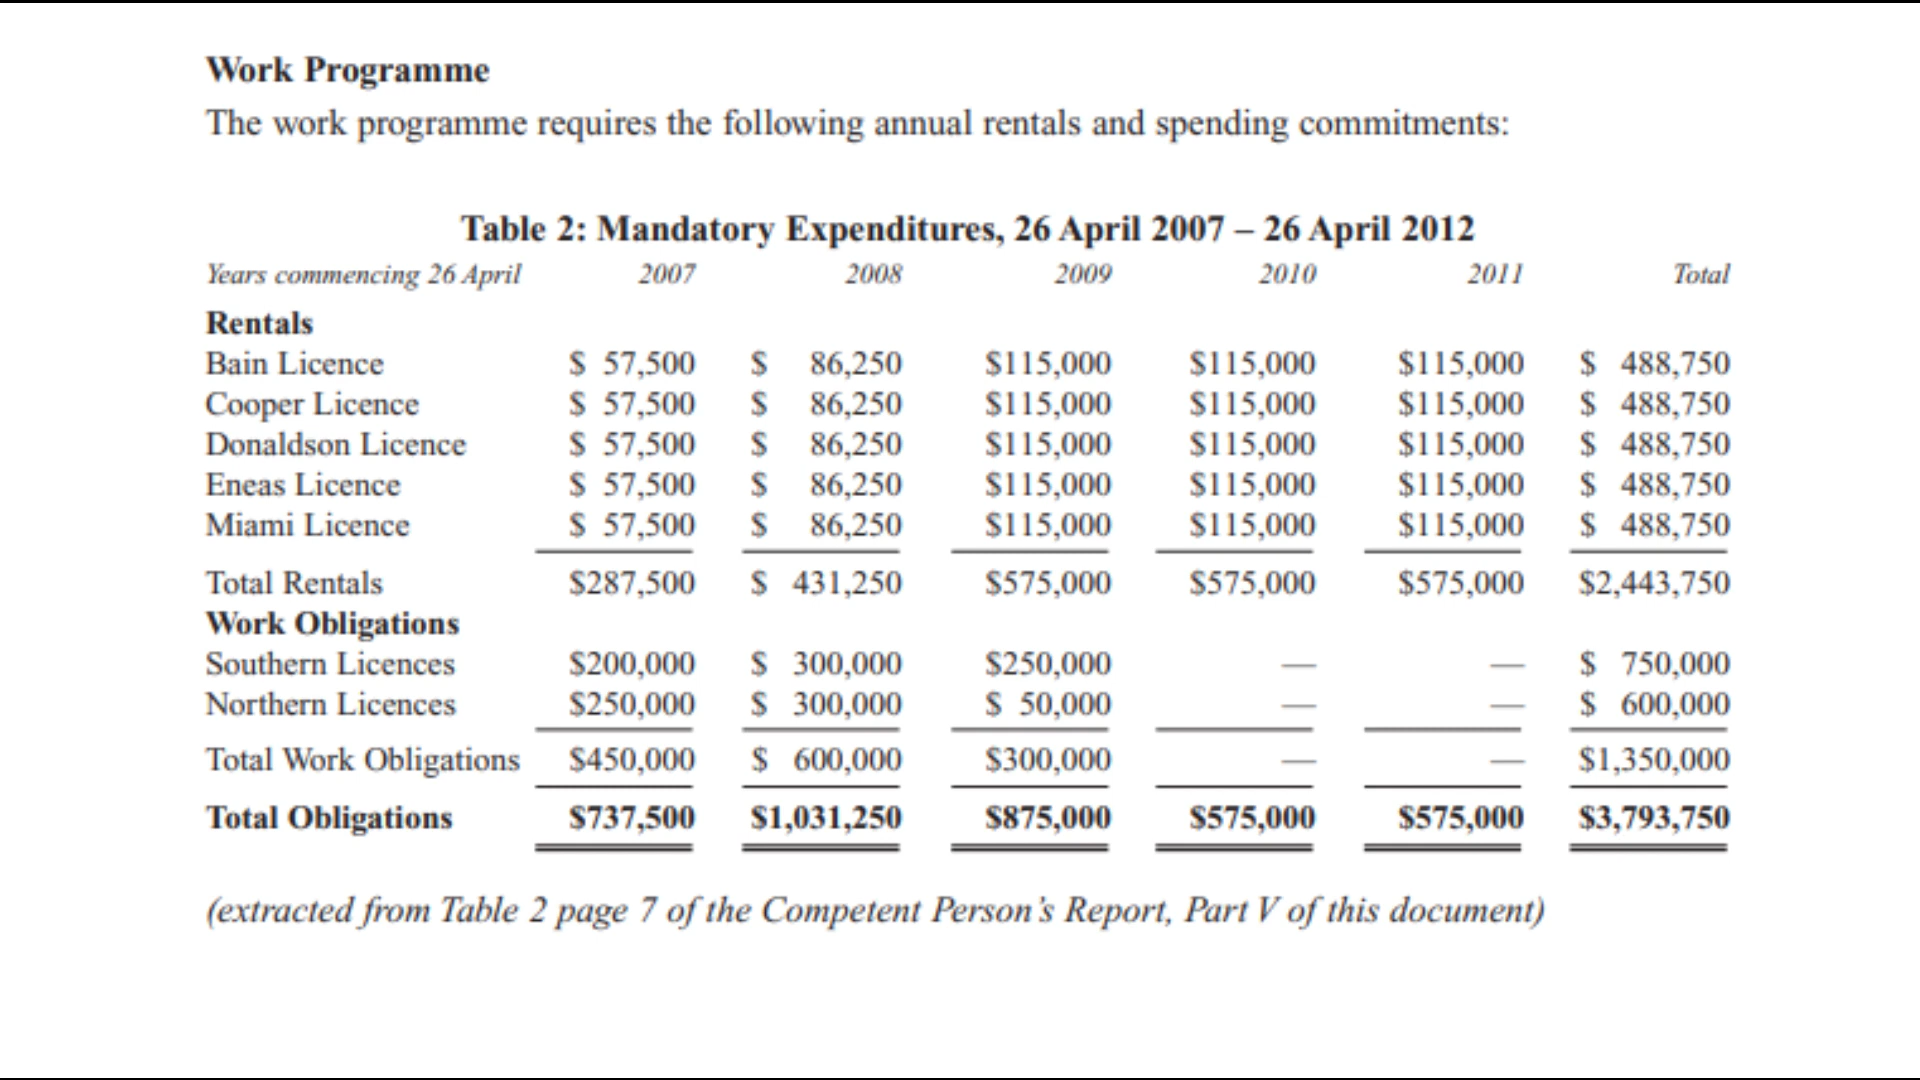 Work Programme
The work programme requires the following annual rentals and spending commitments:
Table 2: Mandatory Expenditures, 26 April 2007 – 26 April 2012
Years commencing 26 April 2007 2008 2009 2010 2011 Total
Rentals
Bain Licence $ 57,500 $ 86,250 $115,000 $115,000 $115,000 $ 488,750
Cooper Licence $ 57,500 $ 86,250 $115,000 $115,000 $115,000 $ 488,750
Donaldson Licence $ 57,500 $ 86,250 $115,000 $115,000 $115,000 $ 488,750
Eneas Licence $ 57,500 $ 86,250 $115,000 $115,000 $115,000 $ 488,750
Miami Licence $ 57,500 $ 86,250 $115,000 $115,000 $115,000 $ 488,750
Total Rentals $287,500 $ 431,250 $575,000 $575,000 $575,000 $2,443,750
Work Obligations
Southern Licences $200,000 $ 300,000 $250,000 — — $ 750,000
Northern Licences $250,000 $ 300,000 $ 50,000 — — $ 600,000
Total Work Obligations $450,000 $ 600,000 $300,000 — — $1,350,000
Total Obligations $737,500 $1,031,250 $875,000 $575,000 $575,000 $3,793,750
(extracted from Table 2 page 7 of the Competent Person's Report, Part V of this document)